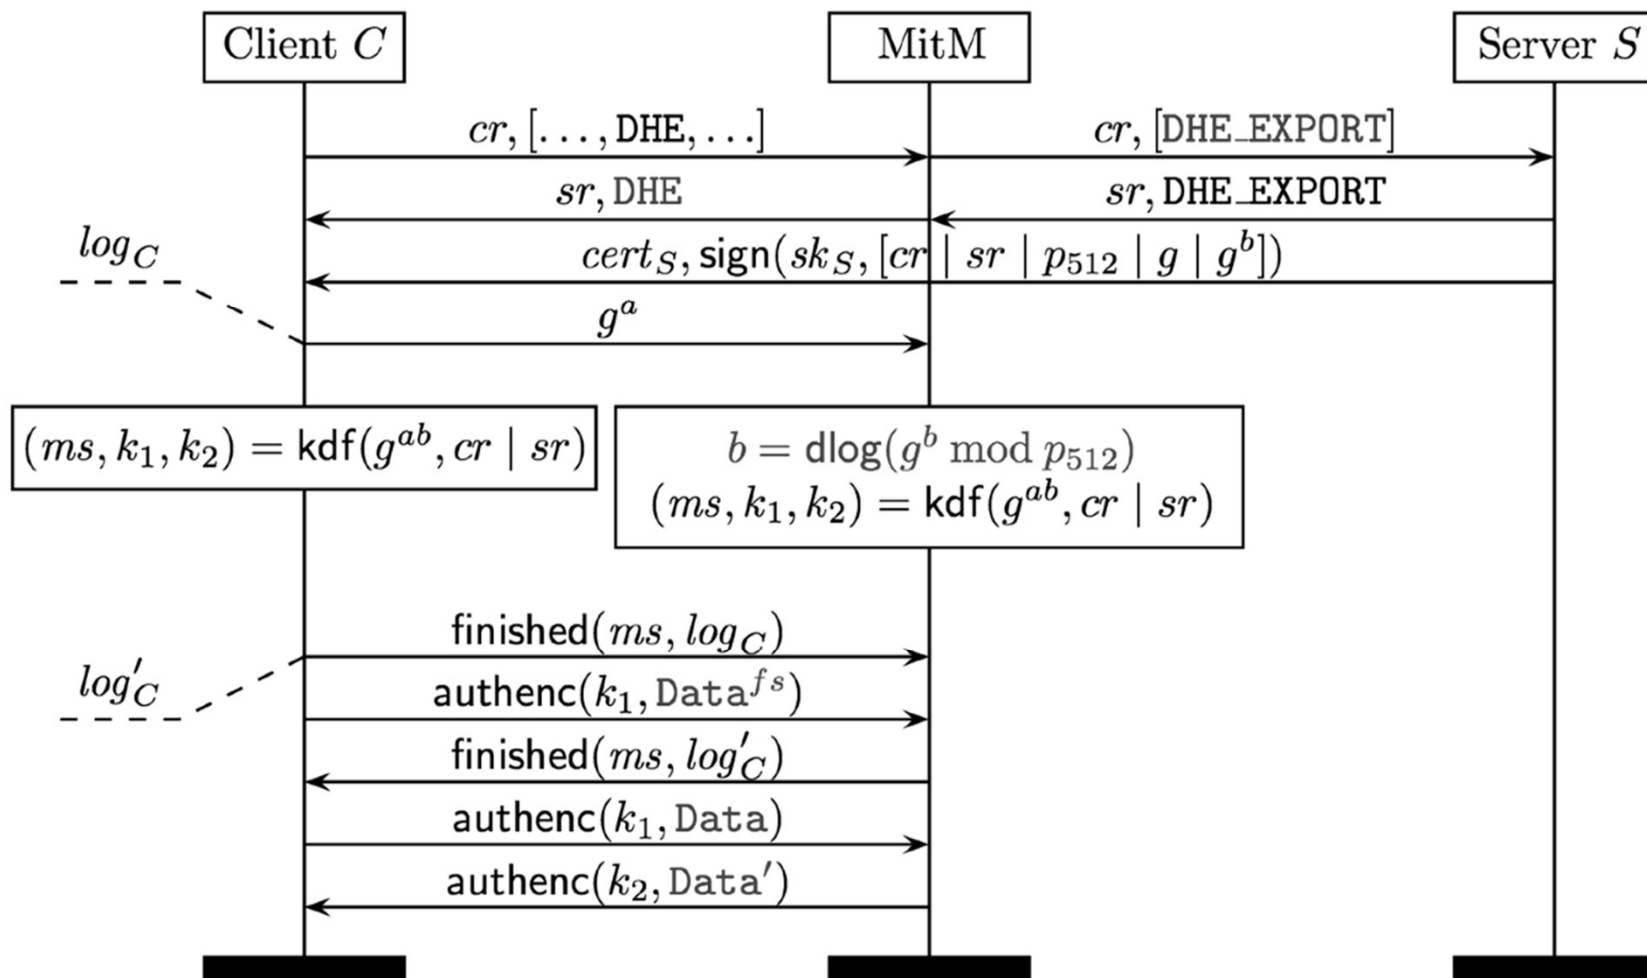 Client C
MitM
Server S
cr, [..., DHE, ...]
cr, [DHE_EXPORT]
sr, DHE
sr, DHE_EXPORT
log_C
cert_S, sign(sk_S, [cr | sr | p_512 | g | g^b])
g^a
(ms, k_1, k_2) = kdf(g^{ab}, cr | sr)
b = dlog(g^b mod p_512)
(ms, k_1, k_2) = kdf(g^{ab}, cr | sr)
finished(ms, log_C)
log'_C
authenc(k_1, Data^{fs})
finished(ms, log'_C)
authenc(k_1, Data)
authenc(k_2, Data')